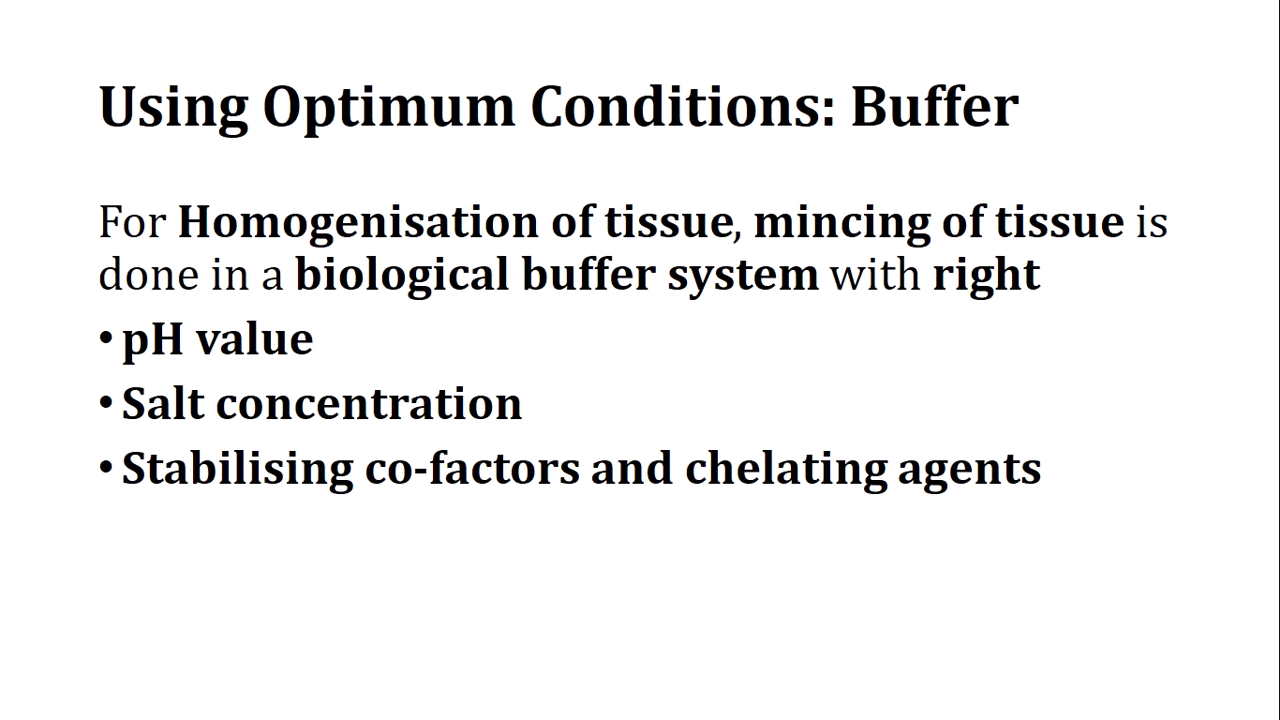 Using Optimum Conditions: Buffer
For Homogenisation of tissue, mincing of tissue is
done in a biological buffer system with right
• pH value
• Salt concentration
• Stabilising co-factors and chelating agents